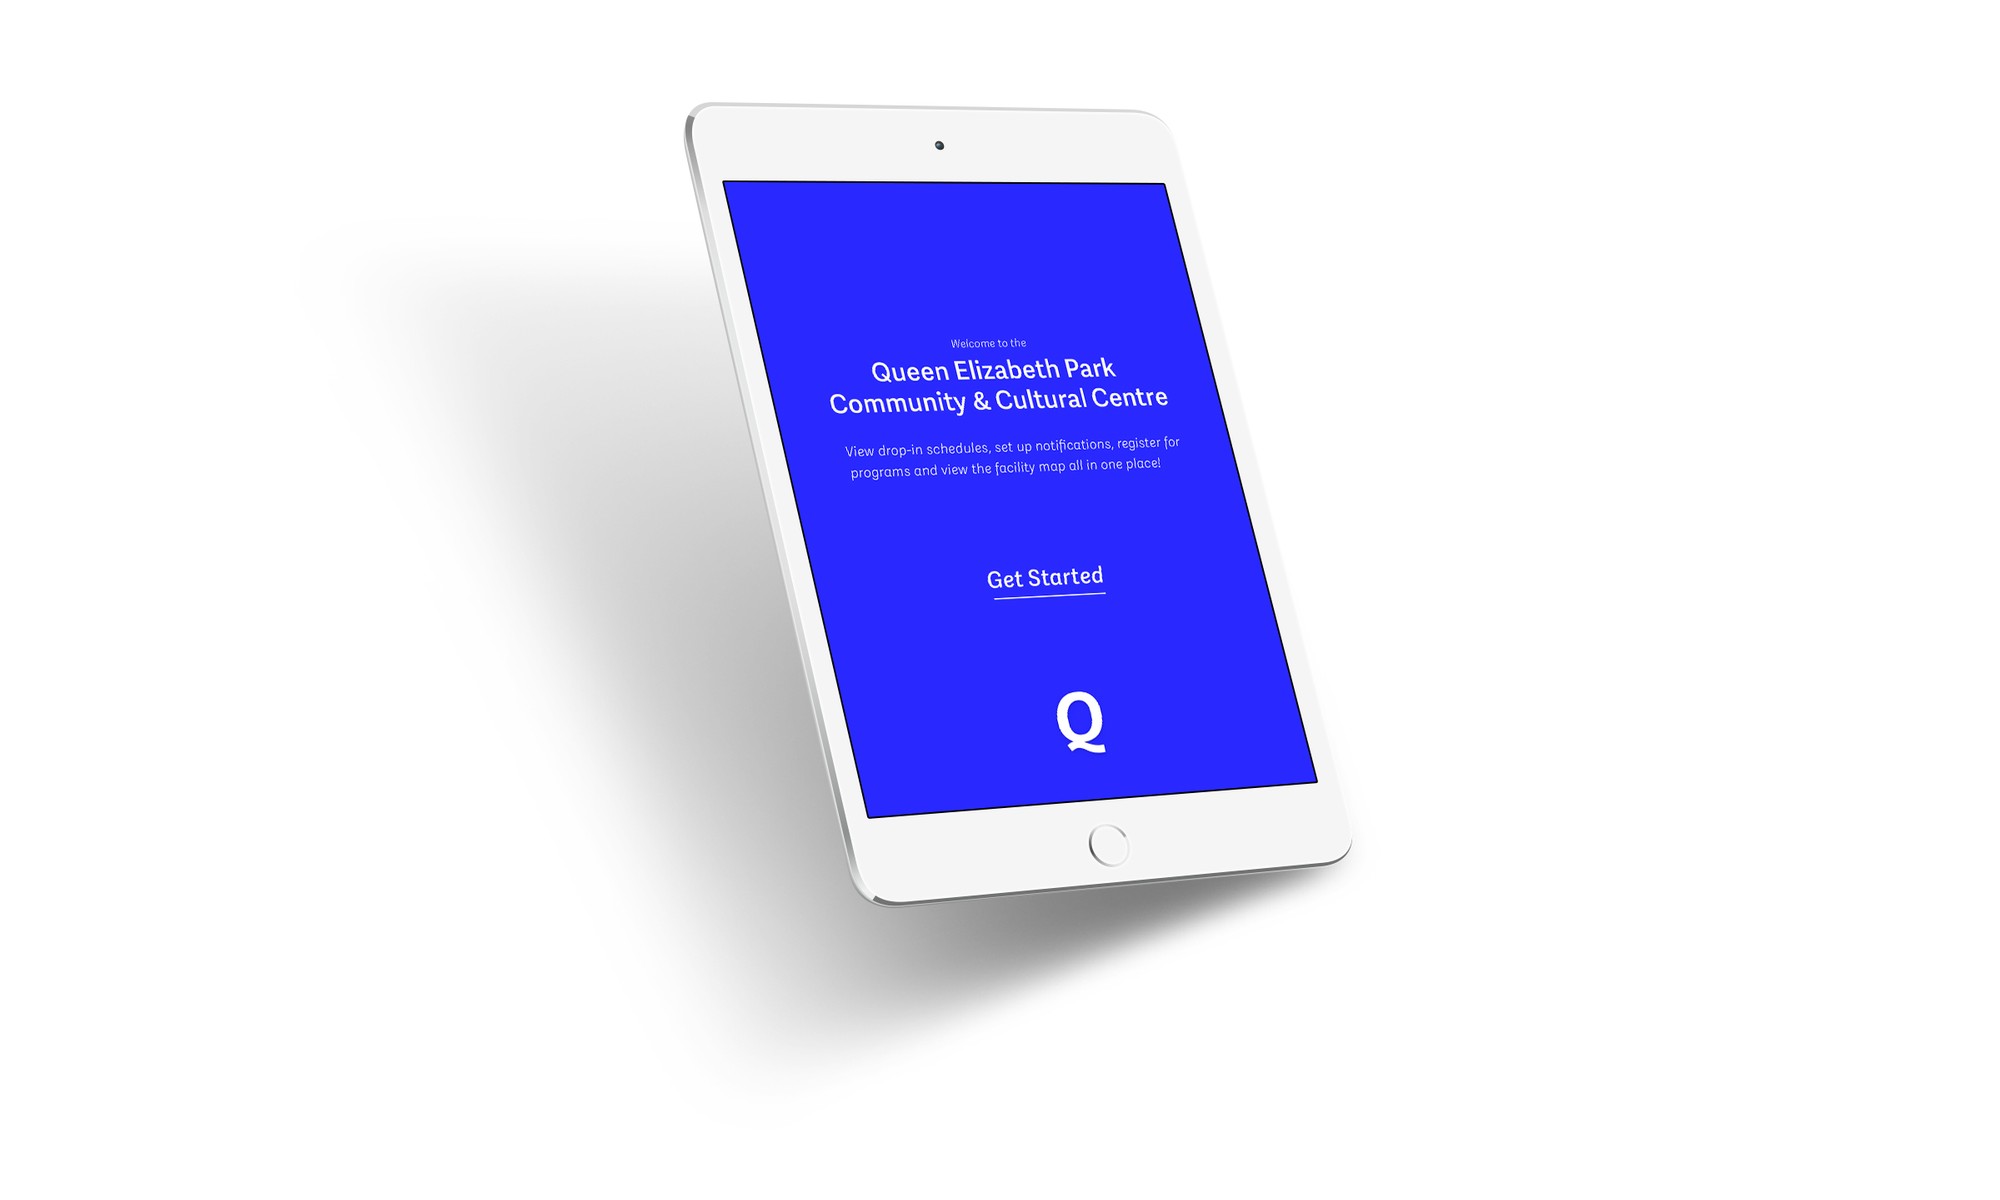 Welcome to the
Queen Elizabeth Park
Community & Cultural Centre
View drop-in schedules, set up notifications, register for
programs and view the facility map all in one place!
Get Started
Q